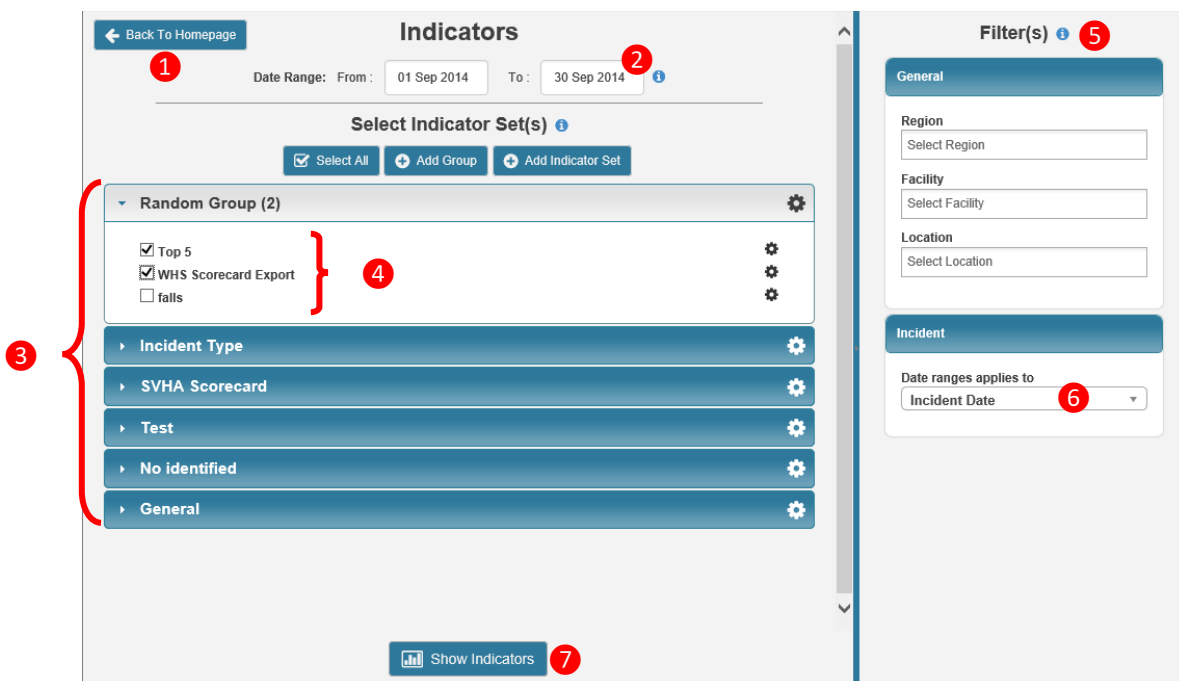 Back To Homepage
Indicators
1
2
Date Range: From : 01 Sep 2014 To : 30 Sep 2014
Select Indicator Set(s)
Select All Add Group Add Indicator Set
3
Random Group (2)
Top 5
WHS Scorecard Export
falls
4
Incident Type
SVHA Scorecard
Test
No identified
General
Show Indicators 7
Filter(s) 5
General
Region
Select Region
Facility
Select Facility
Location
Select Location
Incident
Date ranges applies to
Incident Date 6